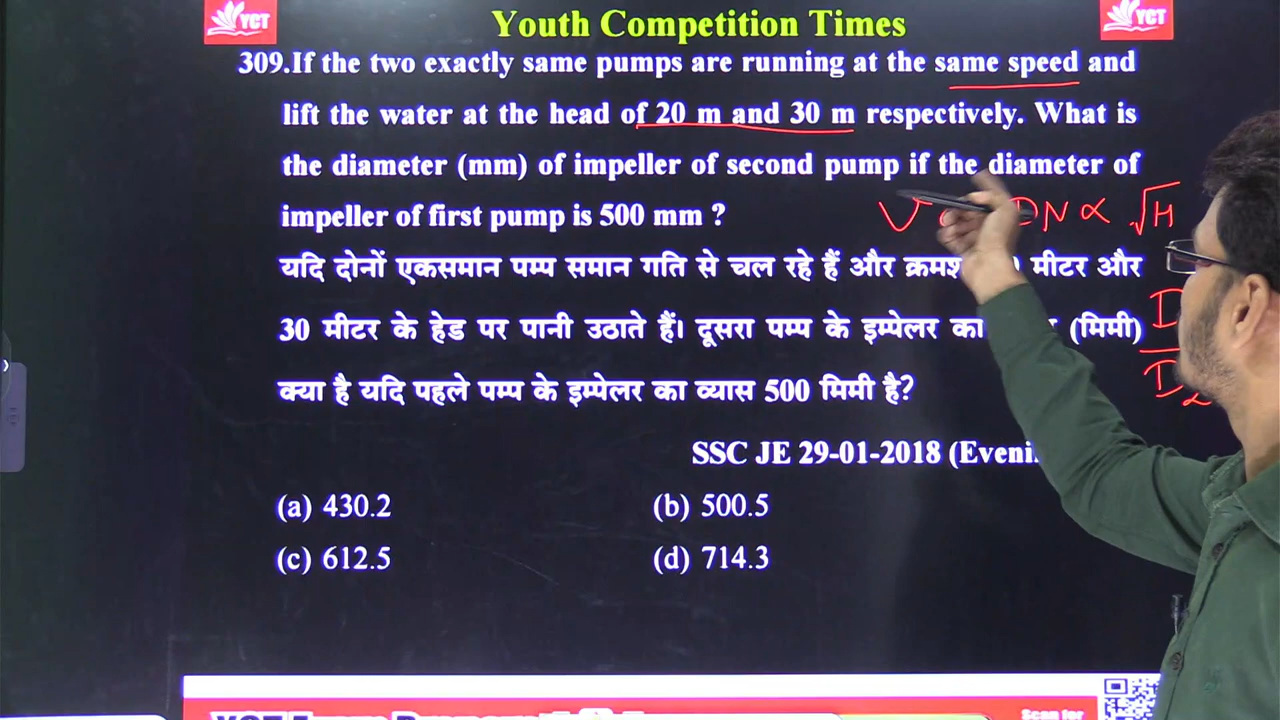 YCT
Youth Competition Times
YCT
309.If the two exactly same pumps are running at the same speed and
lift the water at the head of 20 m and 30 m respectively. What is
the diameter (mm) of impeller of second pump if the diameter of
impeller of first pump is 500 mm ?
V DN ∝ √H
यदि दोनों एकसमान पम्प समान गति से चल रहे हैं और मीटर और
D
30 मीटर के हेड पर पानी उठाते हैं। दूसरा पम्प के इम्पेलर का (मिमी)
D₂
क्या है यदि पहले पम्प के इम्पेलर का व्यास 500 मिमी है?
SSC JE 29-01-2018
(a) 430.2 (b) 500.5
(c) 612.5 (d) 714.3
Scan for